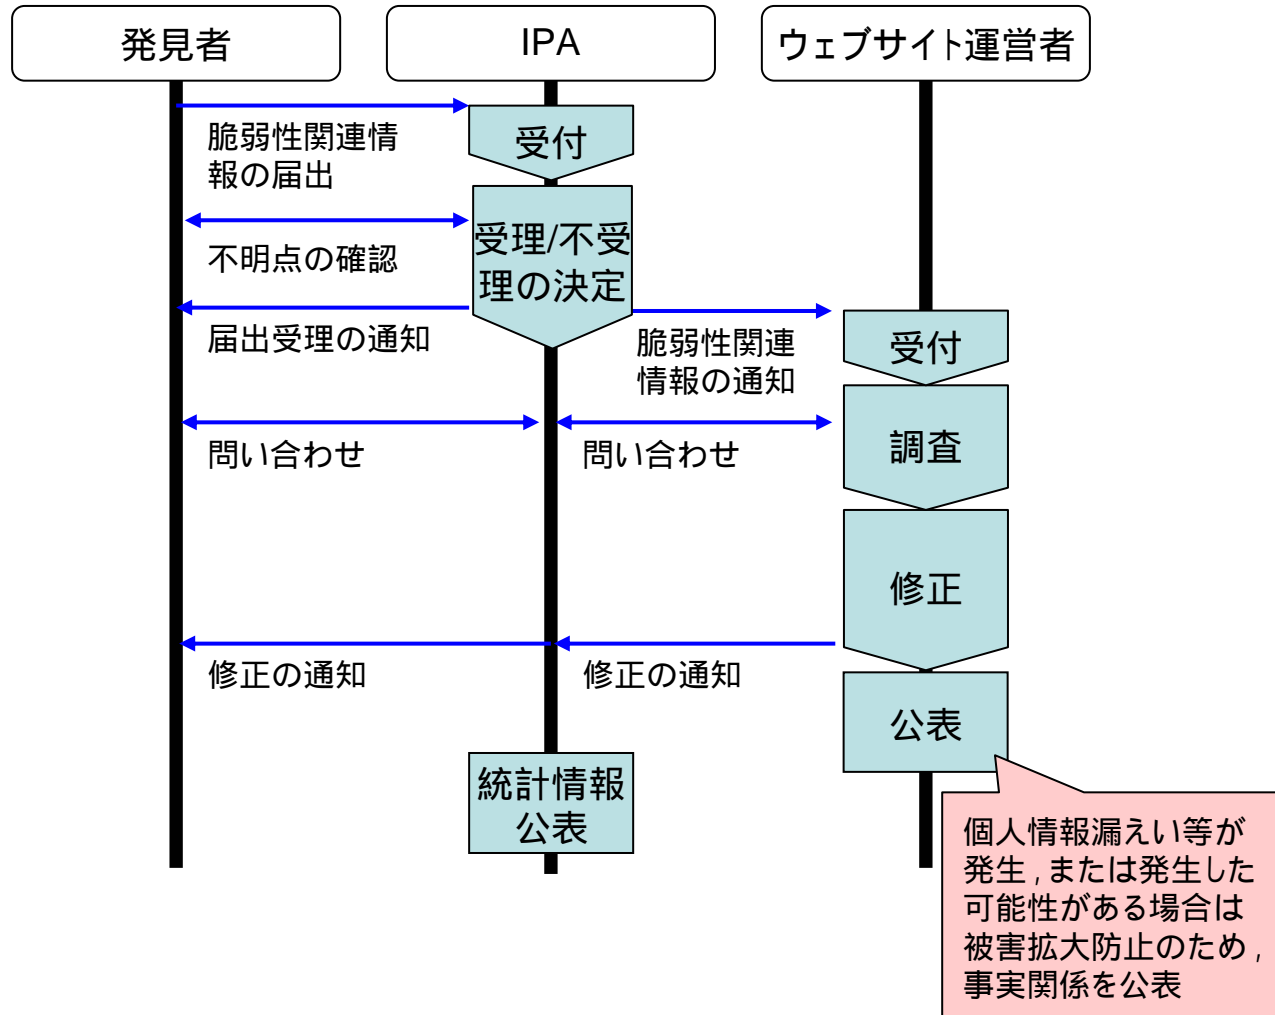 発見者
IPA
ウェブサイト運営者
脆弱性関連情
報の届出
受付
不明点の確認
受理/不受
理の決定
届出受理の通知
脆弱性関連
情報の通知
受付
問い合わせ
問い合わせ
調査
修正
修正の通知
修正の通知
公表
統計情報
公表
個人情報漏えい等が
発生,または発生した
可能性がある場合は
被害拡大防止のため,
事実関係を公表